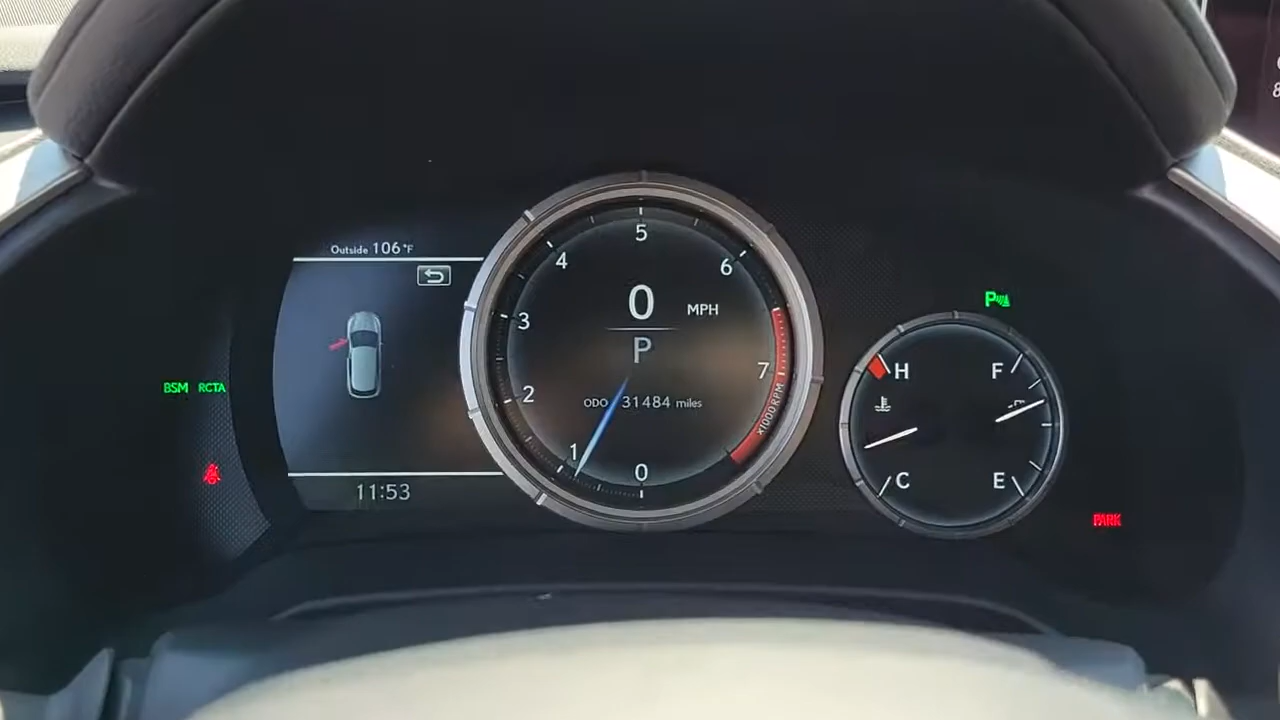 Outside 106°F
BSM RCTA
11:53
0
1
2
3
4
5
6
7
x1000RPM
0 MPH
P
ODO 31484 miles
P
H
C
F
E
PARK
8